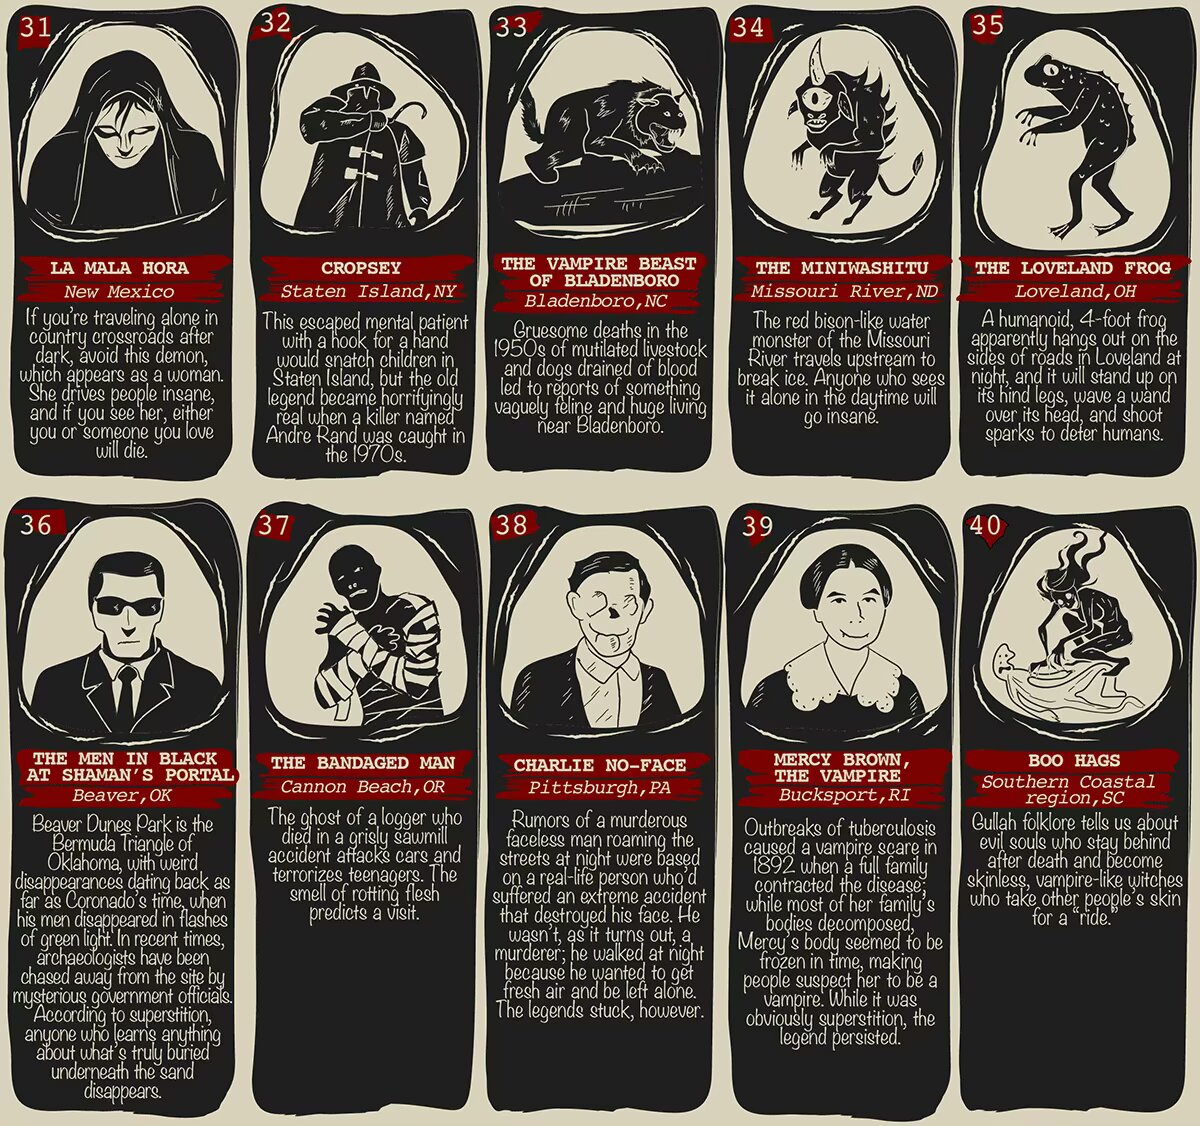 31
LA MALA HORA
New Mexico
If you're traveling alone in
country crossroads after
dark, avoid this demon,
which appears as a woman.
She drives people insane,
and if you see her, either
you or someone you love
will die.
32
CROPSEY
Staten Island,NY
This escaped mental patient
with a hook for a hand
would snatch children in
Staten Island, but the old
legend became horrifyingly
real when a killer named
Andre Rand was caught in
the 1970s.
33
THE VAMPIRE BEAST
OF BLADENBORO
Bladenboro,NC
Gruesome deaths in the
1950s of mutilated livestock
and dogs drained of blood
led to reports of something
vaguely feline and huge living
near Bladenboro.
34
THE MINIWASHITU
Missouri River,ND
The red bison-like water
monster of the Missouri
River travels upstream to
break ice. Anyone who sees
it alone in the daytime will
go insane.
35
THE LOVELAND FROG
Loveland,OH
A humanoid, 4-foot frog
apparently hangs out on the
sides of roads in Loveland at
night, and it will stand up on
its hind legs, wave a wand
over its head, and shoot
sparks to deter humans.
36
THE MEN IN BLACK
AT SHAMAN'S PORTAL
Beaver,OK
Beaver Dunes Park is the
Bermuda Triangle of
Oklahoma, with weird
disappearances dating back as
far as Coronado's time, when
his men disappeared in flashes
of green light. In recent times,
archaeologists have been
chased away from the site by
mysterious government officials.
According to superstition,
anyone who learns anything
about what's truly buried
underneath the sand
disappears.
37
THE BANDAGED MAN
Cannon Beach,OR
The ghost of a logger who
died in a grisly sawmill
accident attacks cars and
terrorizes teenagers. The
smell of rotting flesh
predicts a visit.
38
CHARLIE NO-FACE
Pittsburgh,PA
Rumors of a murderous
faceless man roaming the
streets at night were based
on a real-life person who'd
suffered an extreme accident
that destroyed his face. He
wasn't, as it turns out, a
murderer; he walked at night
because he wanted to get
fresh air and be left alone.
The legends stuck, however.
39
MERCY BROWN,
THE VAMPIRE
Bucksport,RI
Outbreaks of tuberculosis
caused a vampire scare in
1892 when a full family
contracted the disease;
while most of her family's
bodies decomposed,
Mercy's body seemed to be
frozen in time, making
people suspect her to be a
vampire. While it was
obviously superstition, the
legend persisted.
40
BOO HAGS
Southern Coastal
region,SC
Gullah folklore tells us about
evil souls who stay behind
after death and become
skinless, vampire-like witches
who take other people's skin
for a "ride."